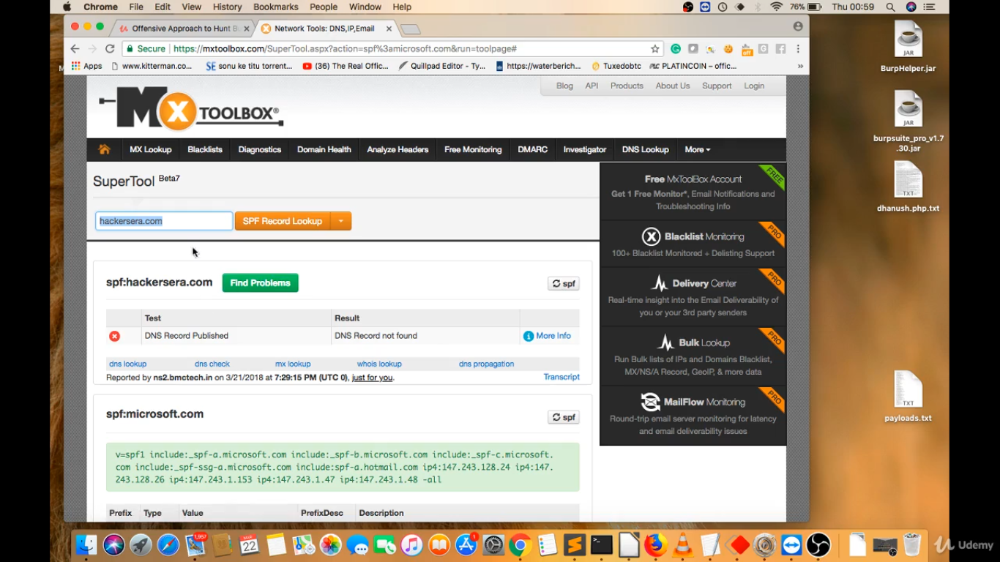 Chrome File Edit View History Bookmarks People Window Help 76% Thu 00:59
Offensive Approach to Hunt B
Network Tools: DNS,IP,Email
Secure https://mxtoolbox.com/SuperTool.aspx?action=spf%3amicrosoft.com&run=toolpage#
Apps www.kitterman.co... sonu ke titu torrent... (36) The Real Offic... Quillpad Editor - Ty... https://waterberich... Tuxedobtc PLATINCOIN – offic... »
Blog API Products About Us Support Login
MX TOOLBOX®
MX Lookup Blacklists Diagnostics Domain Health Analyze Headers Free Monitoring DMARC Investigator DNS Lookup More
SuperTool Beta7
hackersera.com SPF Record Lookup
spf:hackersera.com Find Problems spf
Test Result
DNS Record Published DNS Record not found More Info
dns lookup dns check mx lookup whois lookup dns propagation
Reported by ns2.bmctech.in on 3/21/2018 at 7:29:15 PM (UTC 0), just for you. Transcript
spf:microsoft.com spf
v=spf1 include:_spf-a.microsoft.com include:_spf-b.microsoft.com include:_spf-c.microsoft.
com include:_spf-ssg-a.microsoft.com include:spf-a.hotmail.com ip4:147.243.128.24 ip4:147.
243.128.26 ip4:147.243.1.153 ip4:147.243.1.47 ip4:147.243.1.48 -all
Prefix Type Value PrefixDesc Description
Free MxToolBox Account FREE
Get 1 Free Monitor*, Email Notifications and
Troubleshooting Info
Blacklist Monitoring PRO
100+ Blacklist Monitored + Delisting Support
Delivery Center PRO
Real-time insight into the Email Deliverability of
you or your 3rd party senders
Bulk Lookup PRO
Run Bulk lists of IPs and Domains Blacklist,
MX/NS/A Record, GeoIP, & more data
MailFlow Monitoring PRO
Round-trip email server monitoring for latency
and email deliverability issues
JAR
BurpHelper.jar
JAR
burpsuite_pro_v1.7
.30.jar
TXT
dhanush.php.txt
TXT
payloads.txt
1,957
MAR
22
1
Udemy